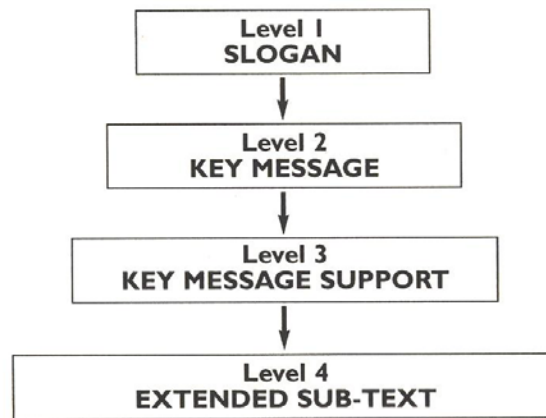 Level 1
SLOGAN
Level 2
KEY MESSAGE
Level 3
KEY MESSAGE SUPPORT
Level 4
EXTENDED SUB-TEXT